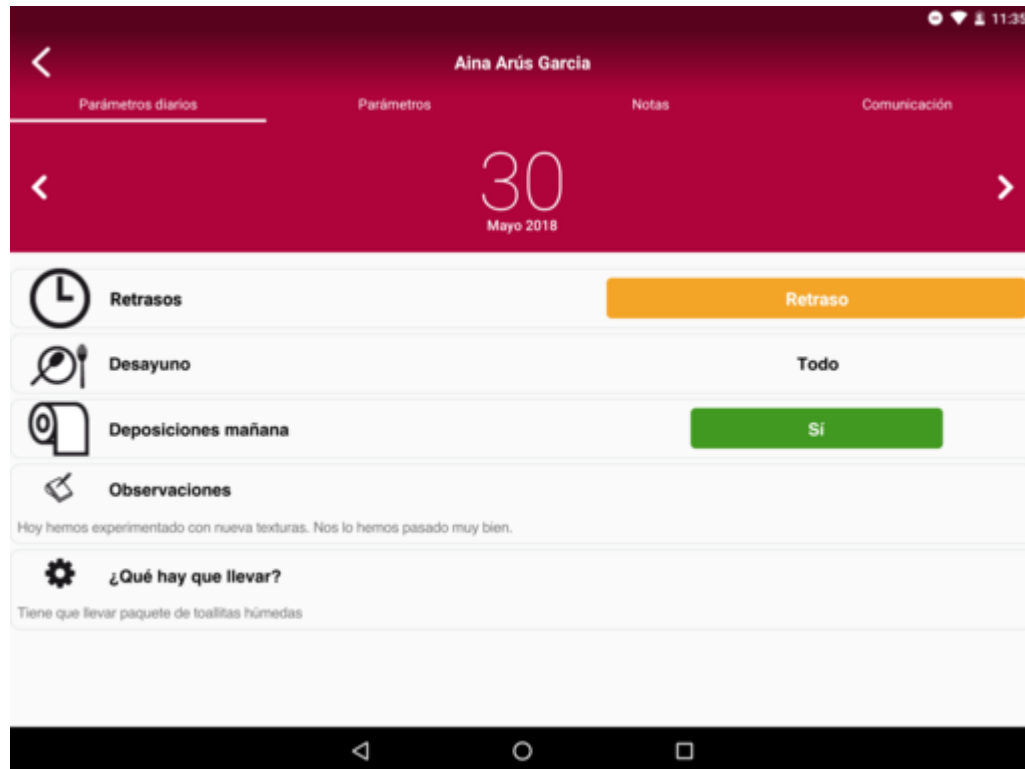 11:35
Aina Arús Garcia
Parámetros diarios Parámetros Notas Comunicación
30
Mayo 2018
Retrasos Retraso
Desayuno Todo
Deposiciones mañana Sí
Observaciones
Hoy hemos experimentado con nueva texturas. Nos lo hemos pasado muy bien.
¿Qué hay que llevar?
Tiene que llevar paquete de toallitas húmedas